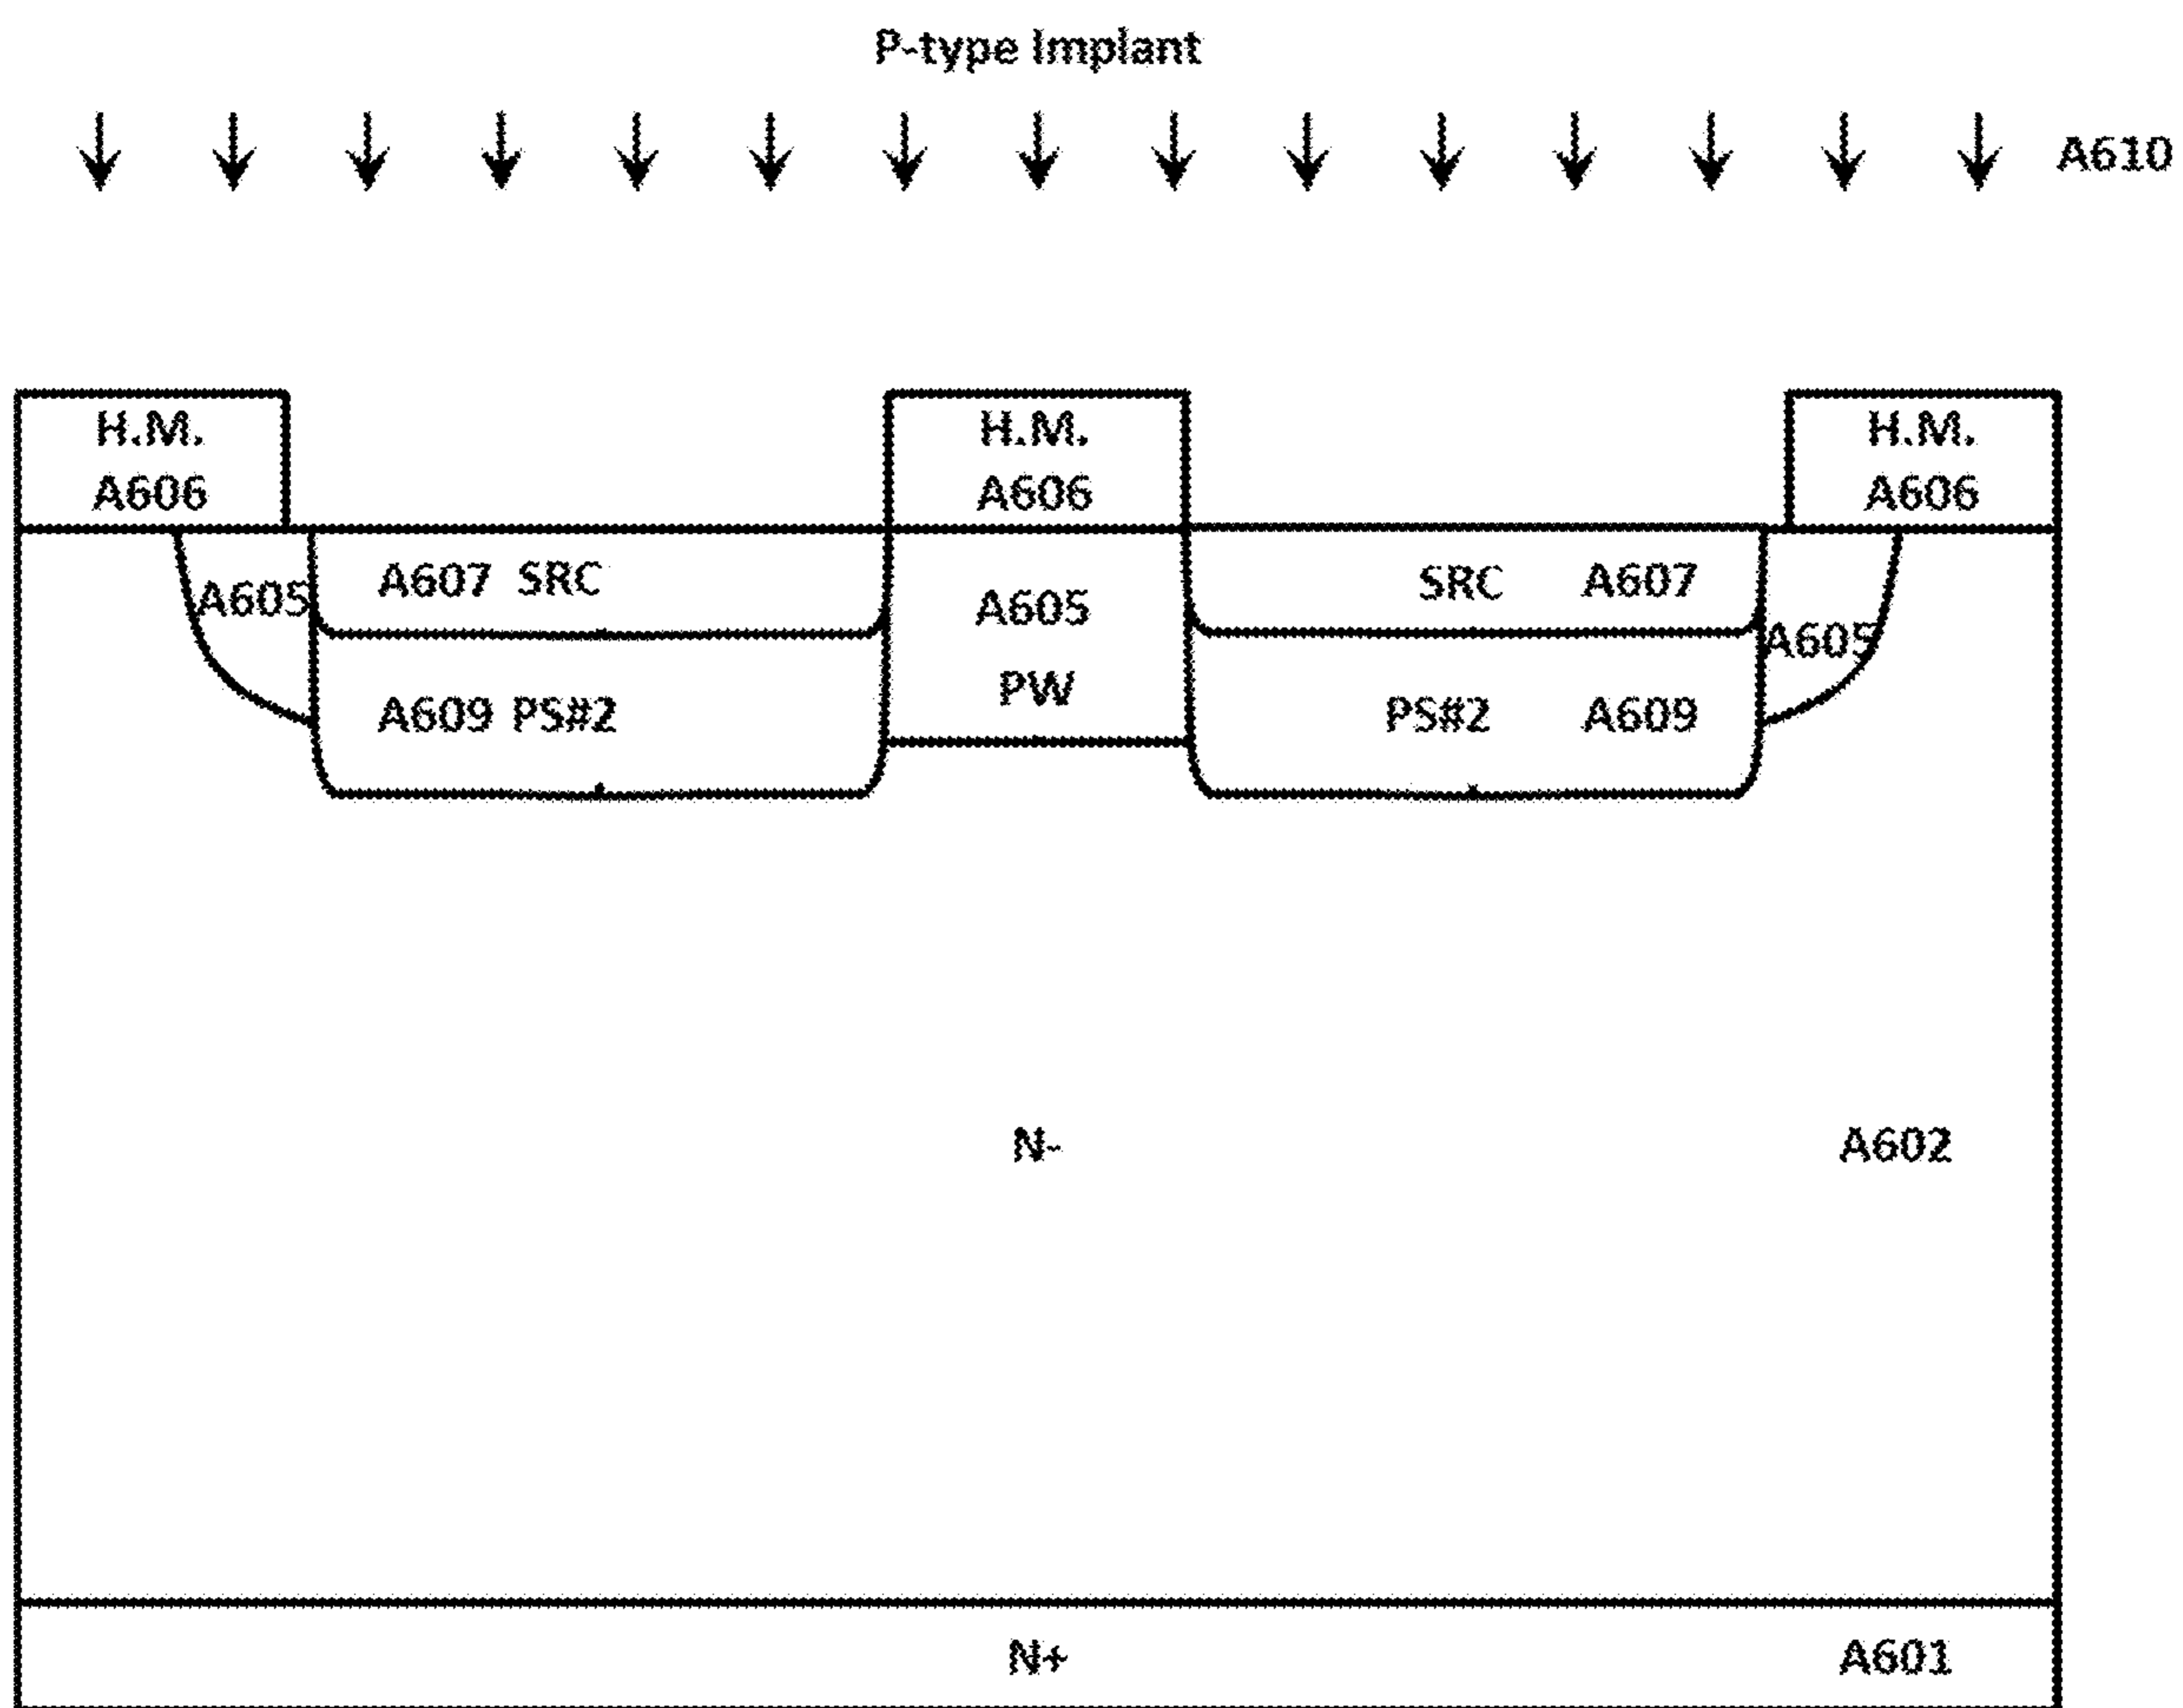 P-type Implant
A610
H.M.
A606
H.M.
A606
H.M.
A606
A605
A607 SRC
A605
PW
SRC A607
A605
A609 PS#2
PS#2 A609
N- A602
N+ A601